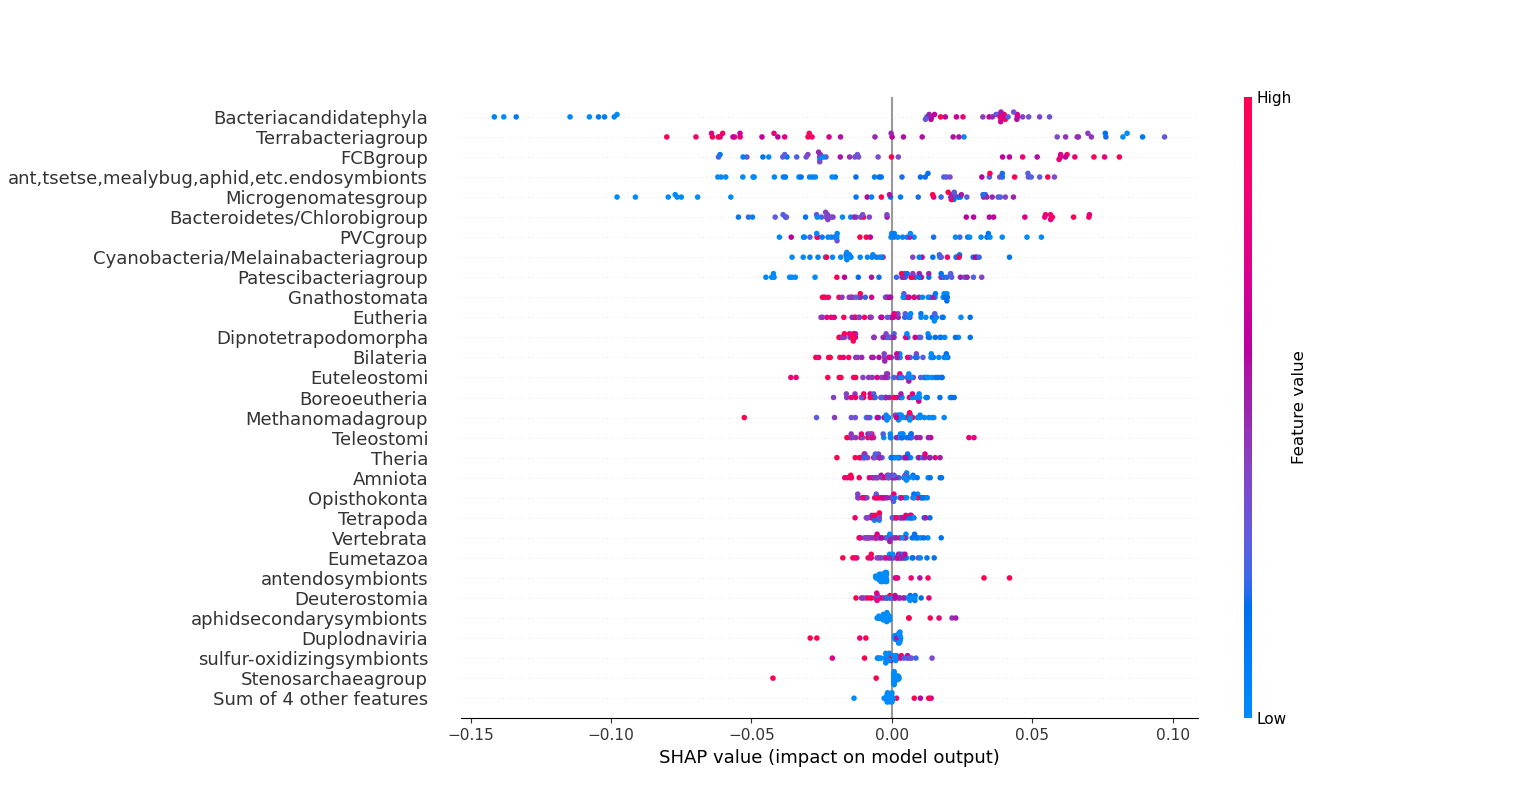 High
Bacteriacandidatephyla
Terrabacteriagroup
FCBgroup
ant,tsetse,mealybug,aphid,etc.endosymbionts
Microgenomatesgroup
Bacteroidetes/Chlorobigroup
PVCgroup
Cyanobacteria/Melainabacteriagroup
Patescibacteriagroup
Gnathostomata
Eutheria
Dipnotetrapodomorpha
Bilateria
Euteleostomi
Boreoeutheria
Methanomadagroup
Teleostomi
Theria
Amniota
Opisthokonta
Tetrapoda
Vertebrata
Eumetazoa
antendosymbionts
Deuterostomia
aphidsecondarysymbionts
Duplodnaviria
sulfur-oxidizingsymbionts
Stenosarchaeagroup
Sum of 4 other features
Feature value
Low
−0.15 −0.10 −0.05 0.00 0.05 0.10
SHAP value (impact on model output)